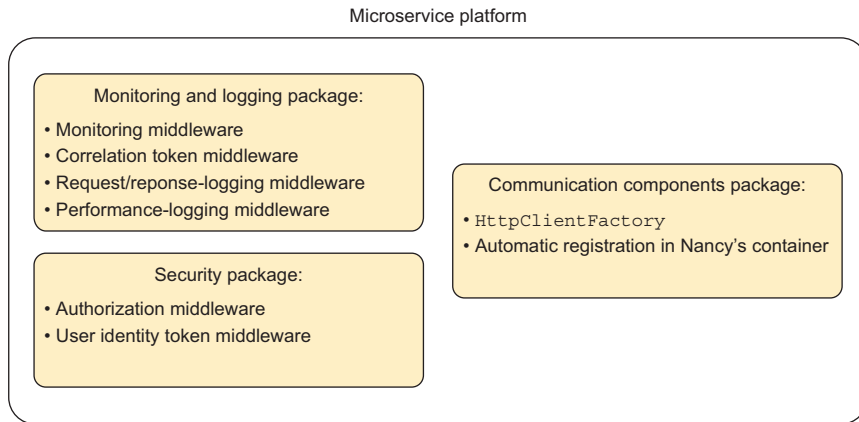 Microservice platform
Monitoring and logging package:
• Monitoring middleware
• Correlation token middleware
• Request/reponse-logging middleware
• Performance-logging middleware
Security package:
• Authorization middleware
• User identity token middleware
Communication components package:
• HttpClientFactory
• Automatic registration in Nancy’s container